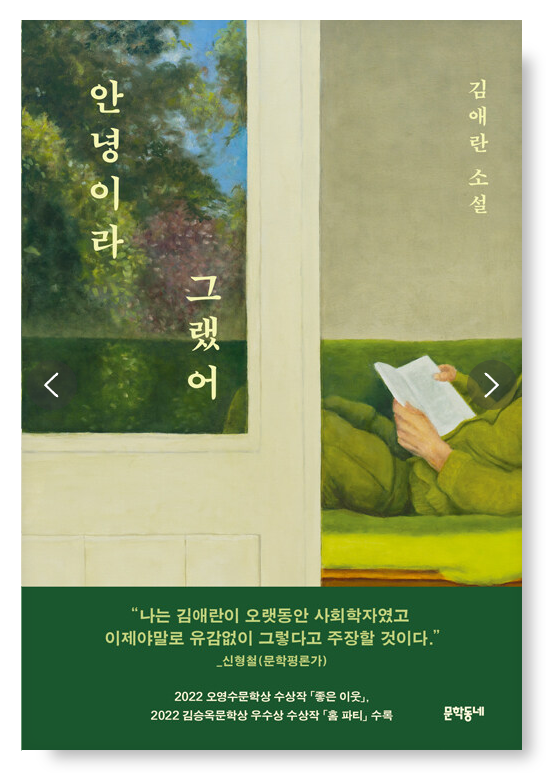 안녕이라
그랬어
김애란 소설
“나는 김애란이 오랫동안 사회학자였고
이제야말로 유감없이 그렇다고 주장할 것이다.”
_신형철(문학평론가)
2022 오영수문학상 수상작 「좋은 이웃」,
2022 김승옥문학상 우수상 수상작 「홈 파티」 수록
문학동네